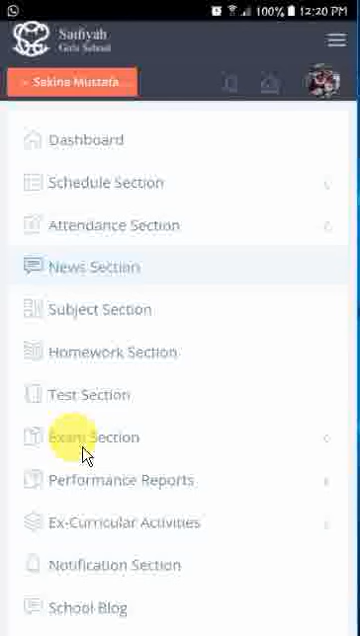 100% 12:20 PM
Saifiyah
Girls School
Sakina Mustafa...
Dashboard
Schedule Section
Attendance Section
News Section
Subject Section
Homework Section
Test Section
Exam Section
Performance Reports
Ex-Curricular Activities
Notification Section
School Blog